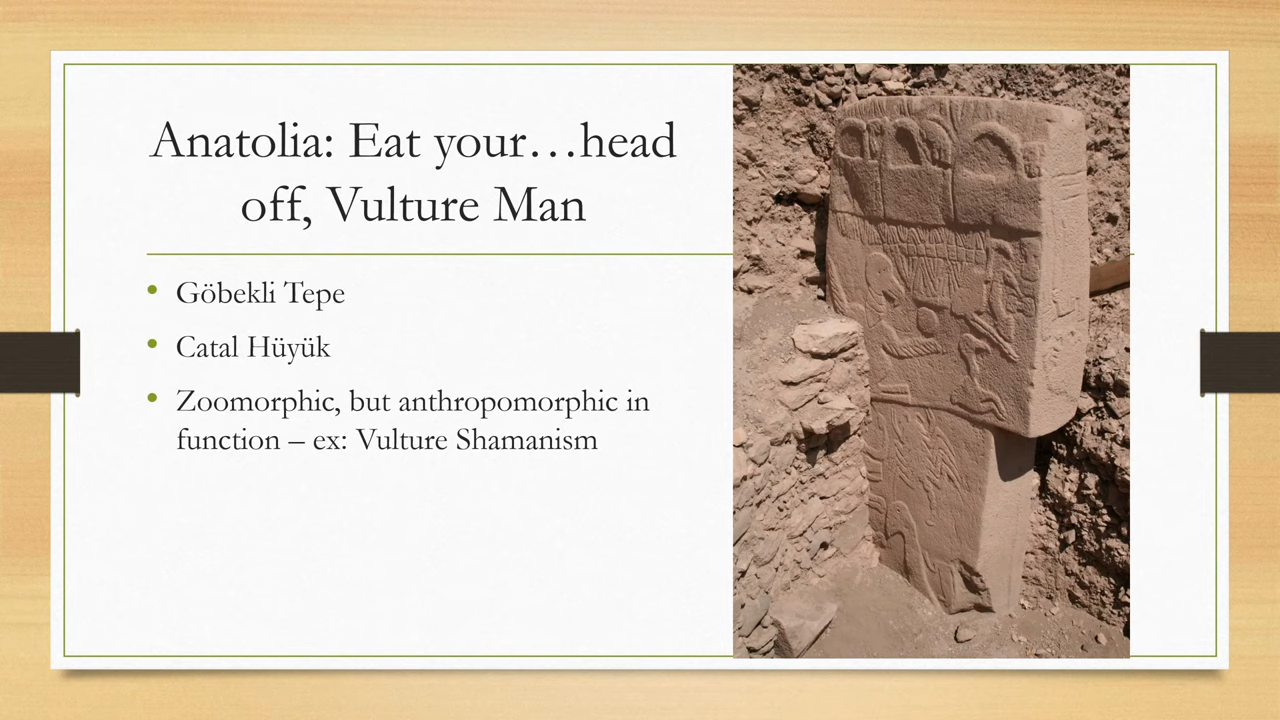 Anatolia: Eat your…head
off, Vulture Man
• Göbekli Tepe
• Catal Hüyük
• Zoomorphic, but anthropomorphic in
function – ex: Vulture Shamanism